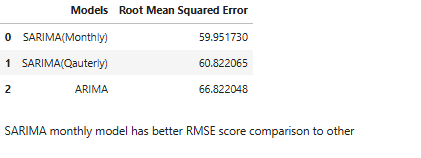 Models Root Mean Squared Error
0 SARIMA(Monthly) 59.951730
1 SARIMA(Qauterly) 60.822065
2 ARIMA 66.822048
SARIMA monthly model has better RMSE score comparison to other